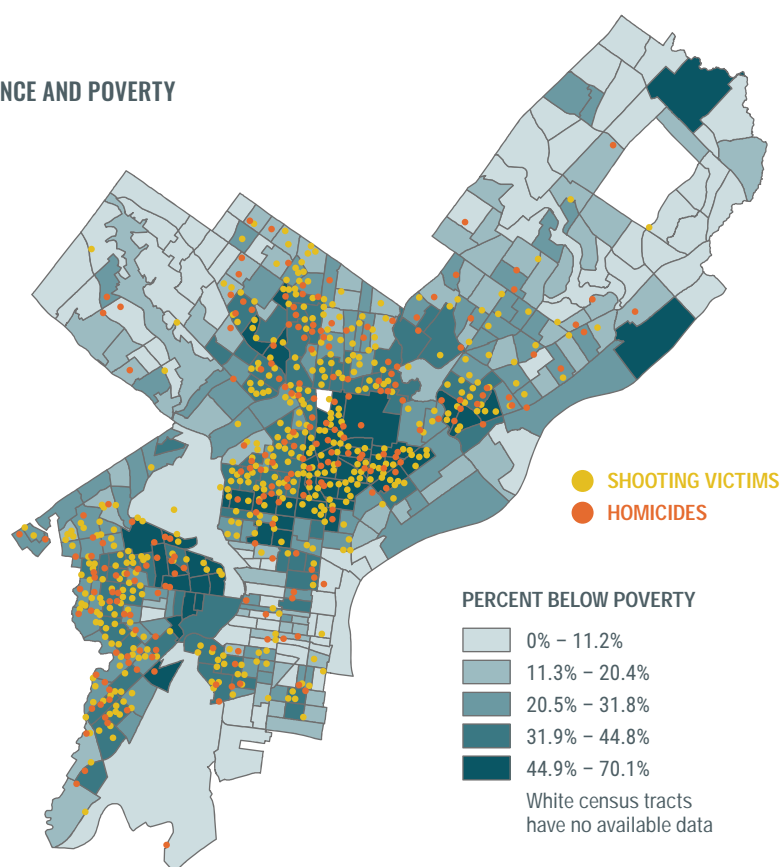 NCE AND POVERTY
SHOOTING VICTIMS
HOMICIDES
PERCENT BELOW POVERTY
0% – 11.2%
11.3% – 20.4%
20.5% – 31.8%
31.9% – 44.8%
44.9% – 70.1%
White census tracts
have no available data